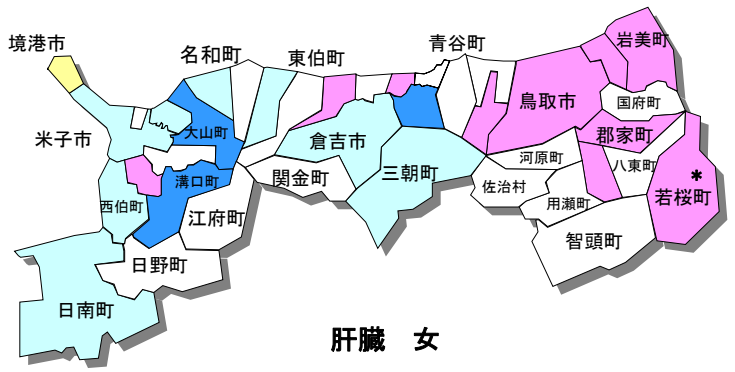 境港市
名和町
東伯町
青谷町
岩美町
米子市
大山町
倉吉市
鳥取市
国府町
郡家町
溝口町
関金町
三朝町
河原町
八東町
西伯町
佐治村
*
若桜町
江府町
用瀬町
日野町
智頭町
日南町
肝臓 女